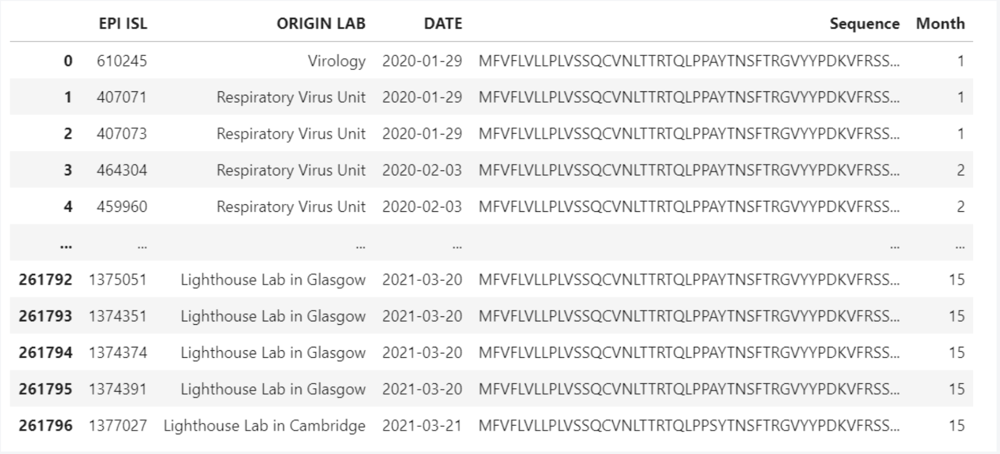 EPI ISL ORIGIN LAB DATE Sequence Month
0 610245 Virology 2020-01-29 MFVFLVLLPLVSSQCVNLTTRTQLPPAYTNSFTRGVYYPDKVFRSS... 1
1 407071 Respiratory Virus Unit 2020-01-29 MFVFLVLLPLVSSQCVNLTTRTQLPPAYTNSFTRGVYYPDKVFRSS... 1
2 407073 Respiratory Virus Unit 2020-01-29 MFVFLVLLPLVSSQCVNLTTRTQLPPAYTNSFTRGVYYPDKVFRSS... 1
3 464304 Respiratory Virus Unit 2020-02-03 MFVFLVLLPLVSSQCVNLTTRTQLPPAYTNSFTRGVYYPDKVFRSS... 2
4 459960 Respiratory Virus Unit 2020-02-03 MFVFLVLLPLVSSQCVNLTTRTQLPPAYTNSFTRGVYYPDKVFRSS... 2
... ... ... ... ... ...
261792 1375051 Lighthouse Lab in Glasgow 2021-03-20 MFVFLVLLPLVSSQCVNLTTRTQLPPAYTNSFTRGVYYPDKVFRSS... 15
261793 1374351 Lighthouse Lab in Glasgow 2021-03-20 MFVFLVLLPLVSSQCVNLTTRTQLPPAYTNSFTRGVYYPDKVFRSS... 15
261794 1374374 Lighthouse Lab in Glasgow 2021-03-20 MFVFLVLLPLVSSQCVNLTTRTQLPPAYTNSFTRGVYYPDKVFRSS... 15
261795 1374391 Lighthouse Lab in Glasgow 2021-03-20 MFVFLVLLPLVSSQCVNLTTRTQLPPAYTNSFTRGVYYPDKVFRSS... 15
261796 1377027 Lighthouse Lab in Cambridge 2021-03-21 MFVFLVLLPLVSSQCVNLTTRTQLPPSYTNSFTRGVYYPDKVFRSS... 15